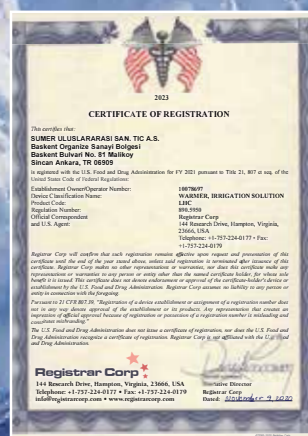 2023
CERTIFICATE OF REGISTRATION
This certifies that:
SUMER ULUSLARARASI SAN. TIC A.S.
Baskent Organize Sanayi Bolgesi
Baskent Bulvari No. 81 Malikoy
Sincan Ankara, TR 06909
is registered with the U.S. Food and Drug Administration for FY 2021 pursuant to Title 21, 807 et seq. of the
United States Code of Federal Regulations:
Establishment Owner/Operator Number: 10078697
Device Classification Name: WARMER, IRRIGATION SOLUTION
Product Code: LHC
Regulation Number: 890.5950
Official Correspondent Registrar Corp
and U.S. Agent: 144 Research Drive, Hampton, Virginia,
23666, USA
Telephone: +1-757-224-0177 • Fax:
+1-757-224-0179
Registrar Corp will confirm that such registration remains effective upon request and presentation of this
certificate until the end of the year stated above, unless said registration is terminated after issuance of this
certificate. Registrar Corp makes no other representations or warranties, nor does this certificate make any
representations or warranties to any person or entity other than the named certificate holder, for whose sole
benefit it is issued. This certificate does not denote endorsement or approval of the certificate-holder's device or
establishment by the U.S. Food and Drug Administration. Registrar Corp assumes no liability to any person or
entity in connection with the foregoing.
Pursuant to 21 CFR 807.39, "Registration of a device establishment or assignment of a registration number does
not in any way denote approval of the establishment or its products. Any representation that creates an
impression of official approval because of registration or possession of a registration number is misleading and
constitutes misbranding."
The U.S. Food and Drug Administration does not issue a certificate of registration, nor does the U.S. Food and
Drug Administration recognize a certificate of registration. Registrar Corp is not affiliated with the U.S. Food
and Drug Administration.
Registrar Corp
144 Research Drive, Hampton, Virginia, 23666, USA
Telephone: +1-757-224-0177 • Fax: +1-757-224-0179
info@registrarcorp.com • www.registrarcorp.com
Executive Director
Registrar Corp
Dated: November 9, 2020